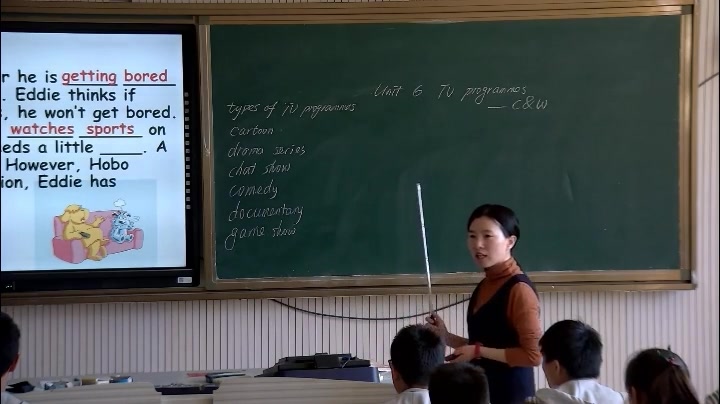 r he is getting bored
. Eddie thinks if
, he won't get bored.
watches sports on
eds a little _____. A
However, Hobo
ion, Eddie has
Unit 6 TV programmes
— C&W
types of TV programmes
cartoon
drama series
chat show
comedy
documentary
game show